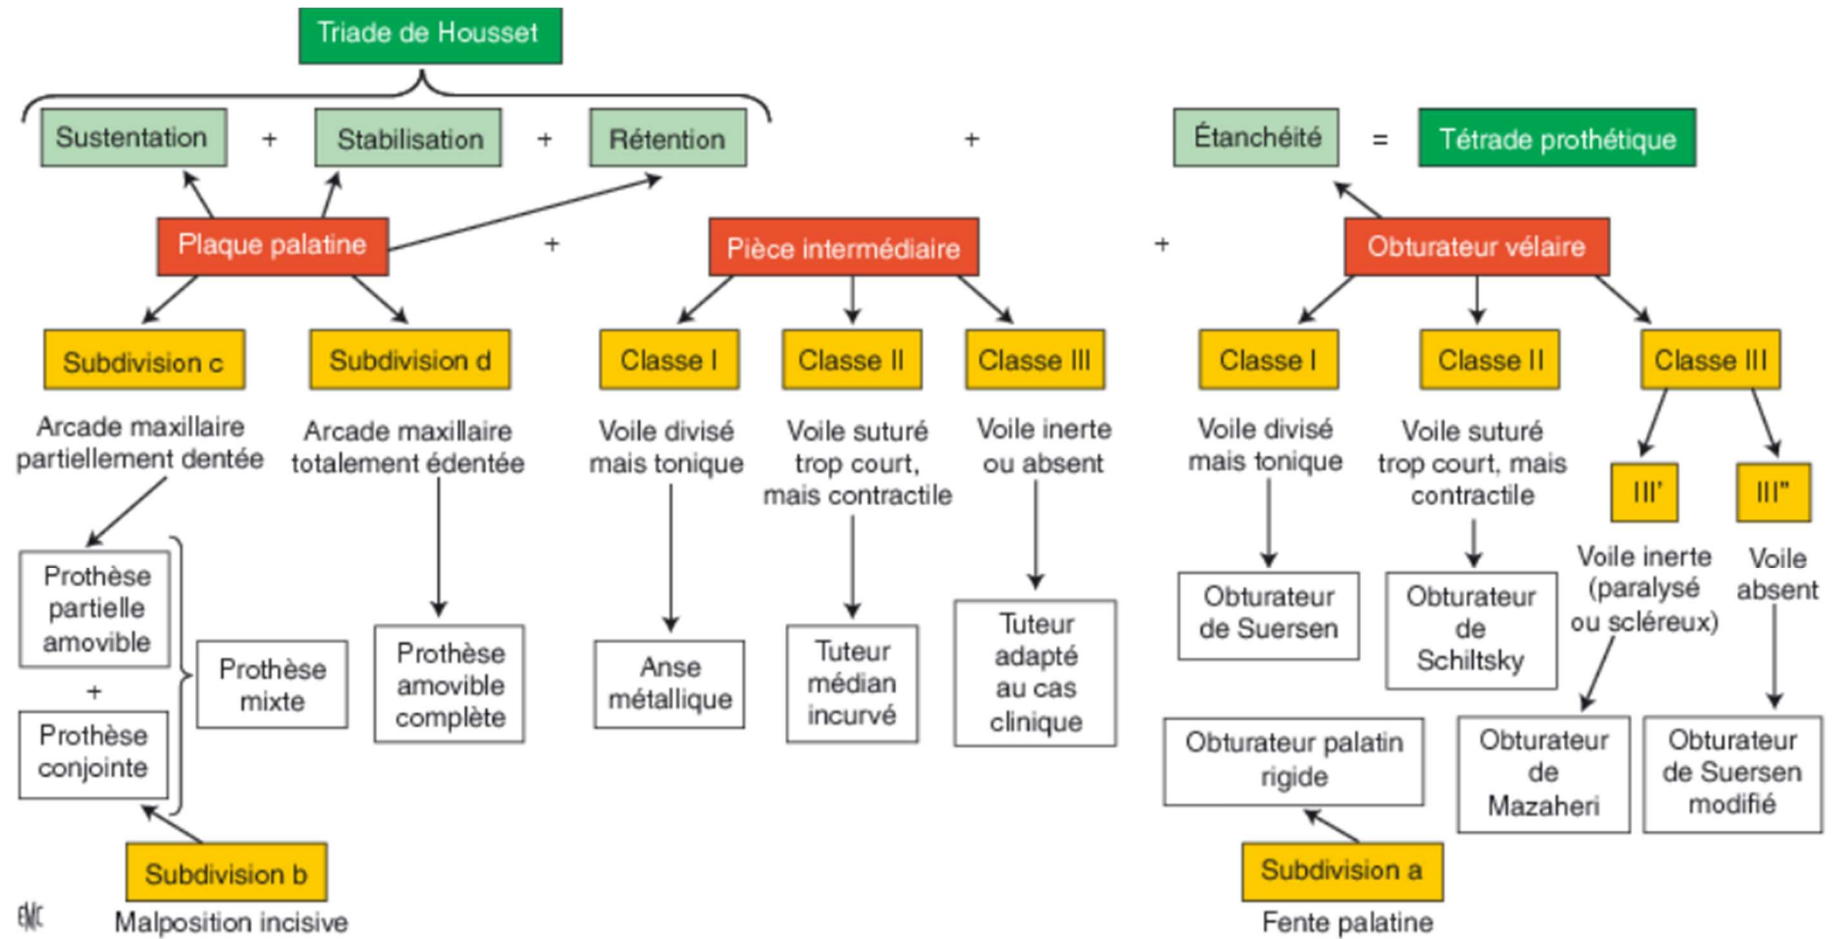 Triade de Housset
Sustentation + Stabilisation + Rétention + Étanchéité = Tétrade prothétique
Plaque palatine + Pièce intermédiaire + Obturateur vélaire
Subdivision c
Arcade maxillaire
partiellement dentée
Prothèse
partielle
amovible
+
Prothèse
conjointe
Prothèse
mixte
Subdivision b
Malposition incisive
Subdivision d
Arcade maxillaire
totalement édentée
Prothèse
amovible
complète
Classe I
Voile divisé
mais tonique
Anse
métallique
Classe II
Voile suturé
trop court,
mais contractile
Tuteur
médian
incurvé
Classe III
Voile inerte
ou absent
Tuteur
adapté
au cas
clinique
Classe I
Voile divisé
mais tonique
Obturateur
de Suersen
Classe II
Voile suturé
trop court, mais
contractile
Obturateur
de
Schiltsky
Classe III
III'
Voile inerte
(paralysé
ou scléreux)
Obturateur
de
Mazaheri
III"
Voile
absent
Obturateur
de Suersen
modifié
Obturateur palatin
rigide
Subdivision a
Fente palatine
EMC